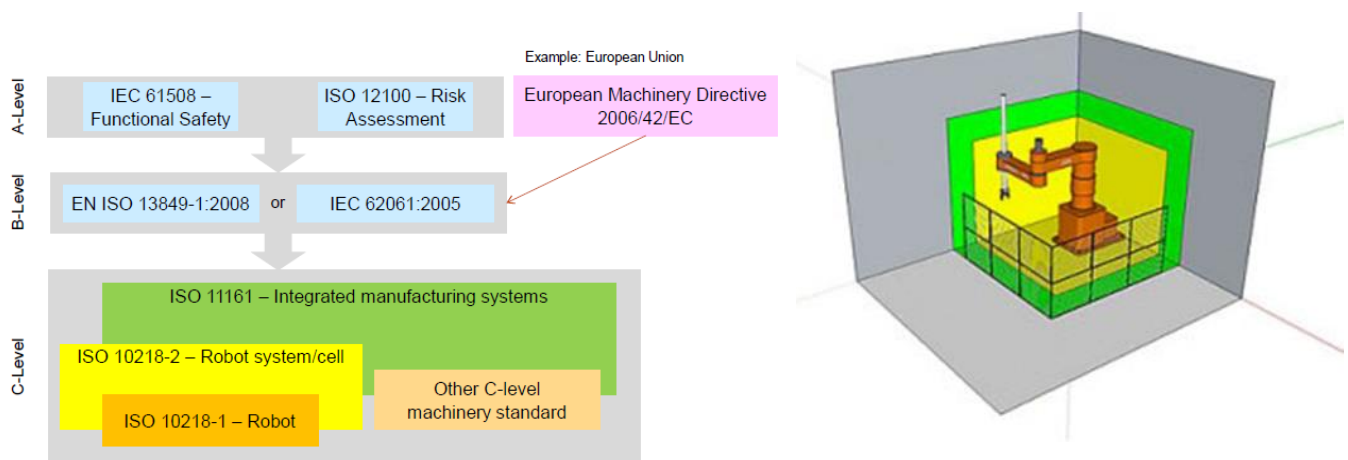 Example: European Union
A-Level
IEC 61508 –
Functional Safety
ISO 12100 – Risk
Assessment
European Machinery Directive
2006/42/EC
B-Level
EN ISO 13849-1:2008
or
IEC 62061:2005
C-Level
ISO 11161 – Integrated manufacturing systems
ISO 10218-2 – Robot system/cell
Other C-level
machinery standard
ISO 10218-1 – Robot